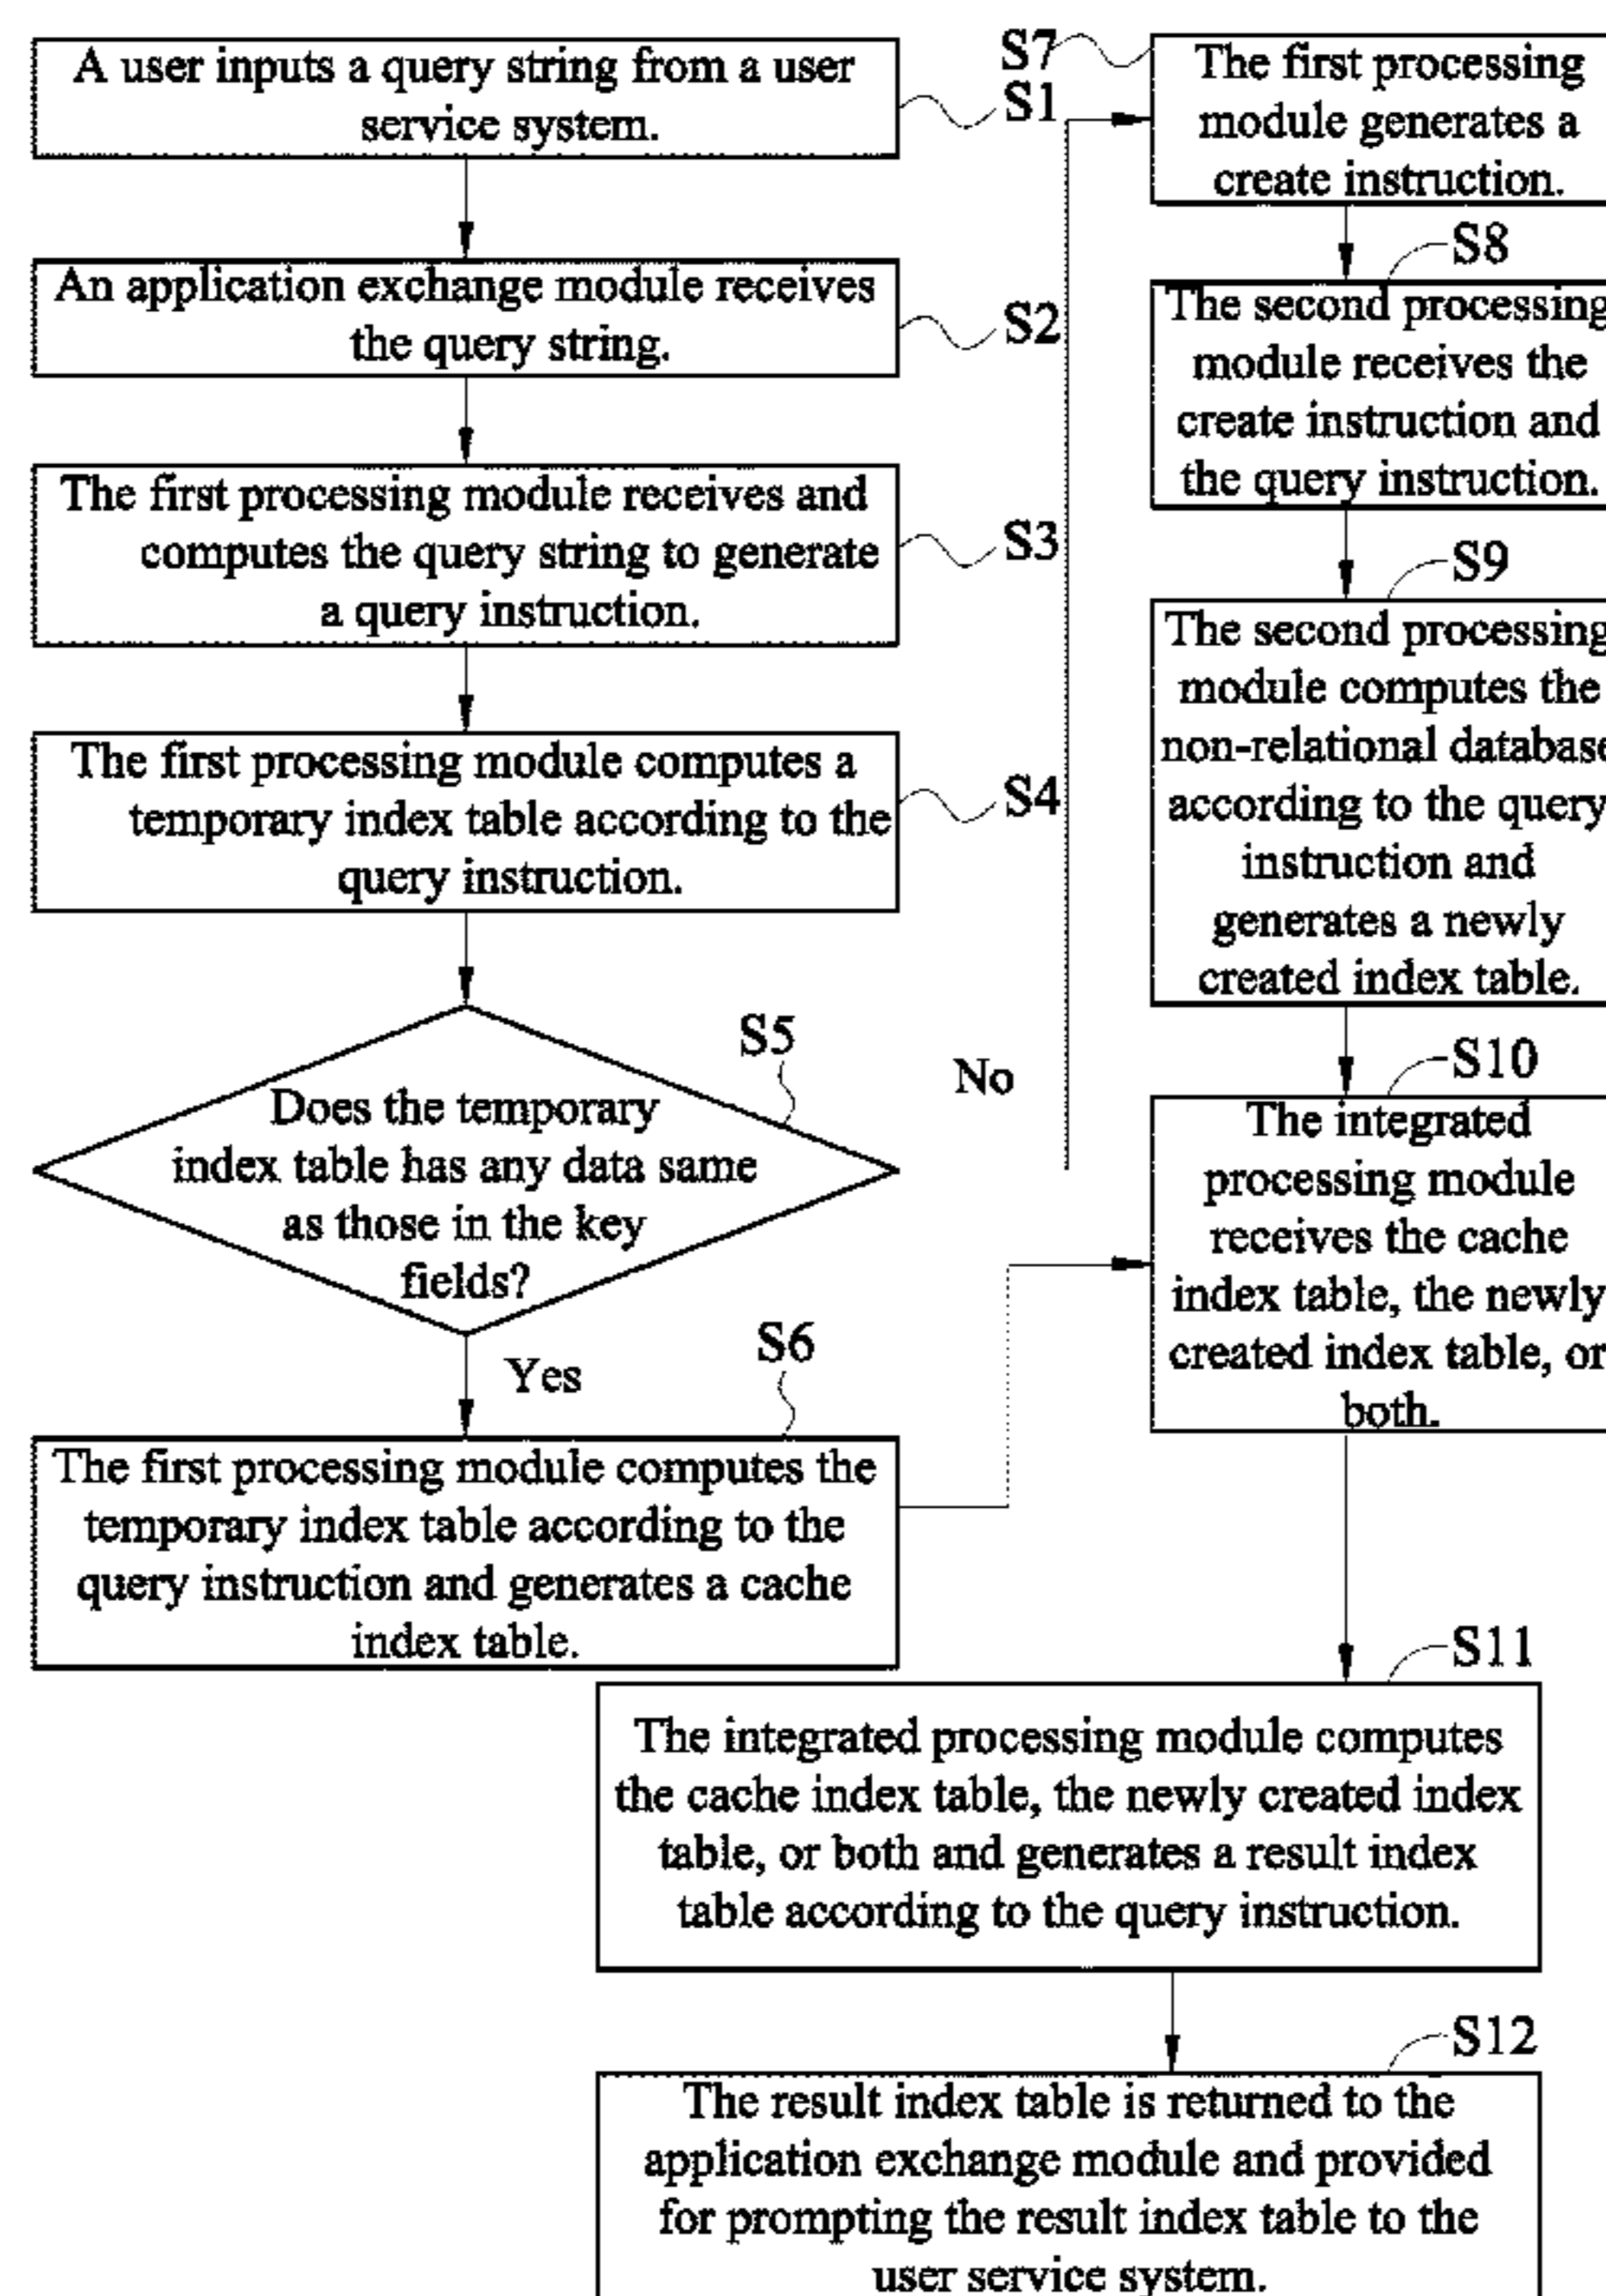 A user inputs a query string from a user
service system.
S1
An application exchange module receives
the query string.
S2
The first processing module receives and
computes the query string to generate
a query instruction.
S3
The first processing module computes a
temporary index table according to the
query instruction.
S4
S5
Does the temporary
index table has any data same
as those in the key
fields?
No
Yes
S6
The first processing module computes the
temporary index table according to the
query instruction and generates a cache
index table.
S7
The first processing
module generates a
create instruction.
S8
The second processing
module receives the
create instruction and
the query instruction.
S9
The second processing
module computes the
non-relational database
according to the query
instruction and
generates a newly
created index table.
S10
The integrated
processing module
receives the cache
index table, the newly
created index table, or
both.
S11
The integrated processing module computes
the cache index table, the newly created index
table, or both and generates a result index
table according to the query instruction.
S12
The result index table is returned to the
application exchange module and provided
for prompting the result index table to the
user service system.